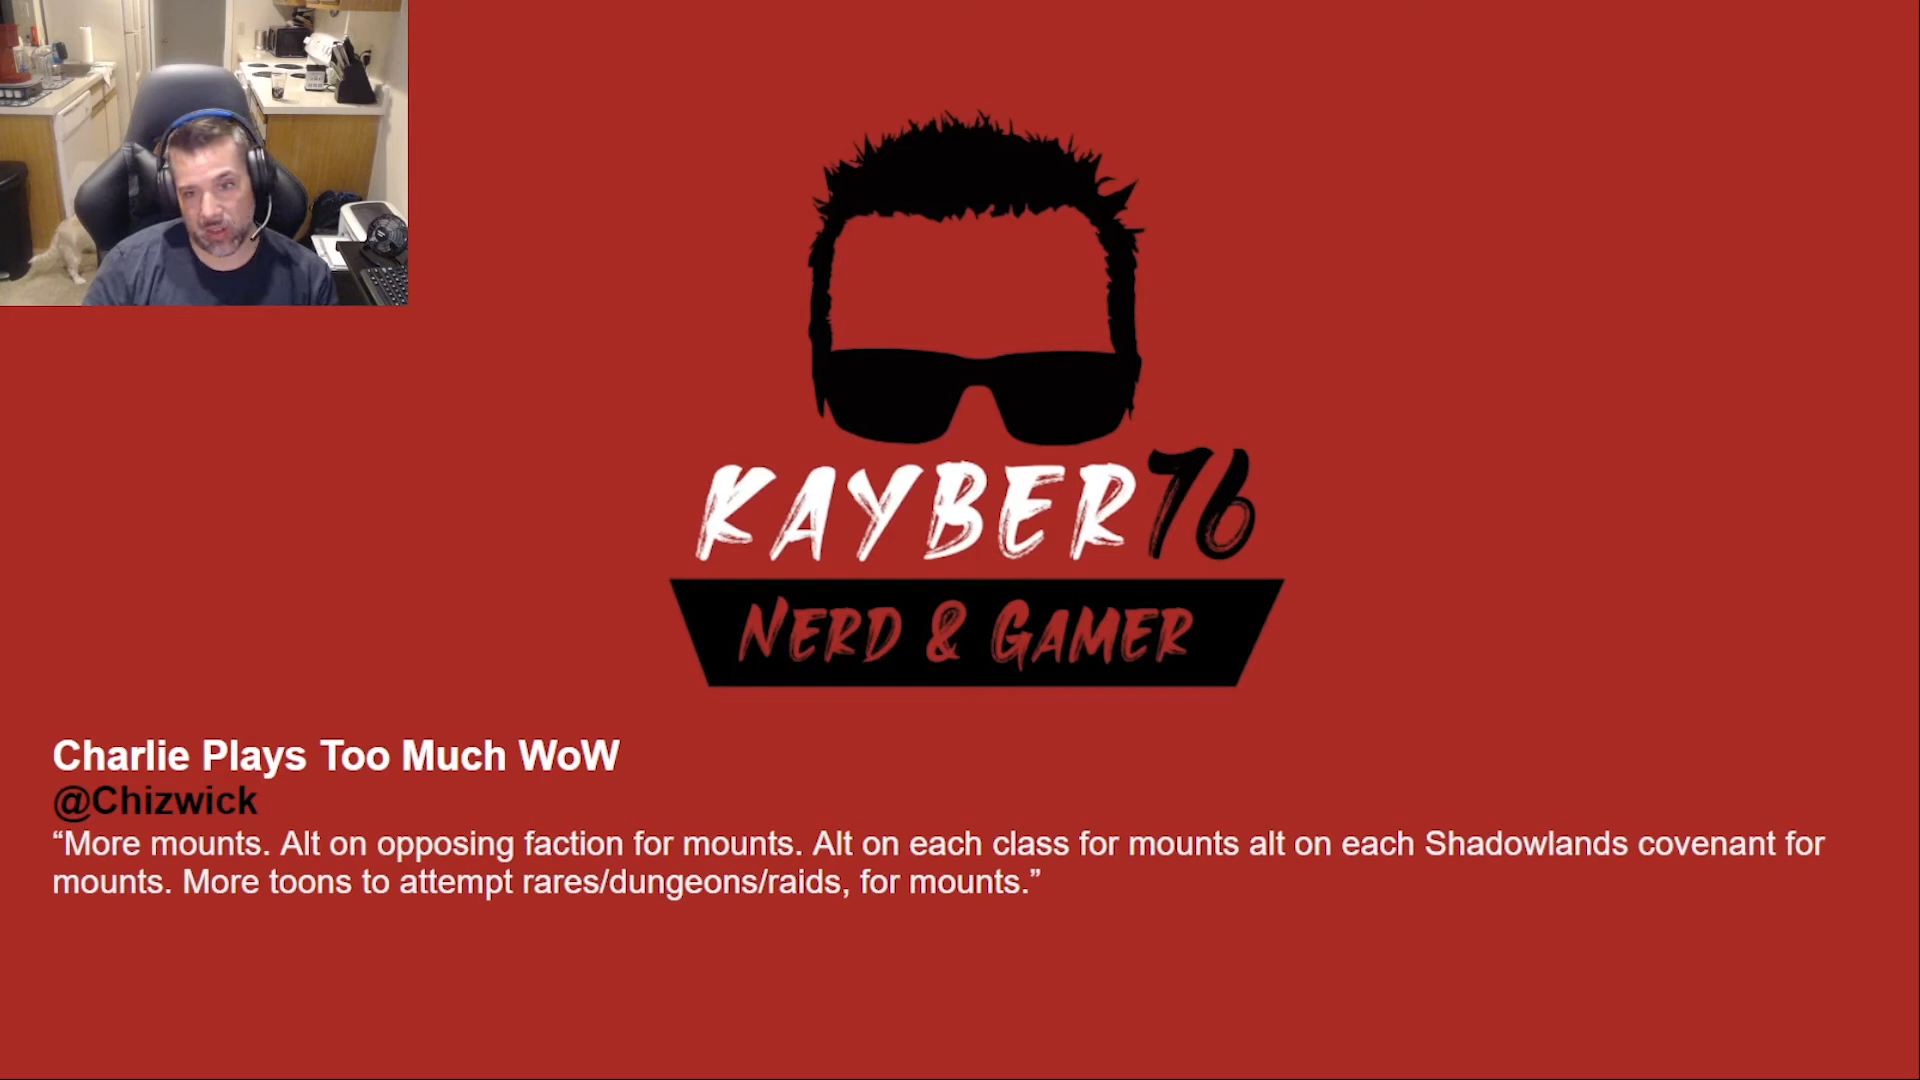 KAYBER76
NERD & GAMER
Charlie Plays Too Much WoW
@Chizwick
“More mounts. Alt on opposing faction for mounts. Alt on each class for mounts alt on each Shadowlands covenant for
mounts. More toons to attempt rares/dungeons/raids, for mounts.”